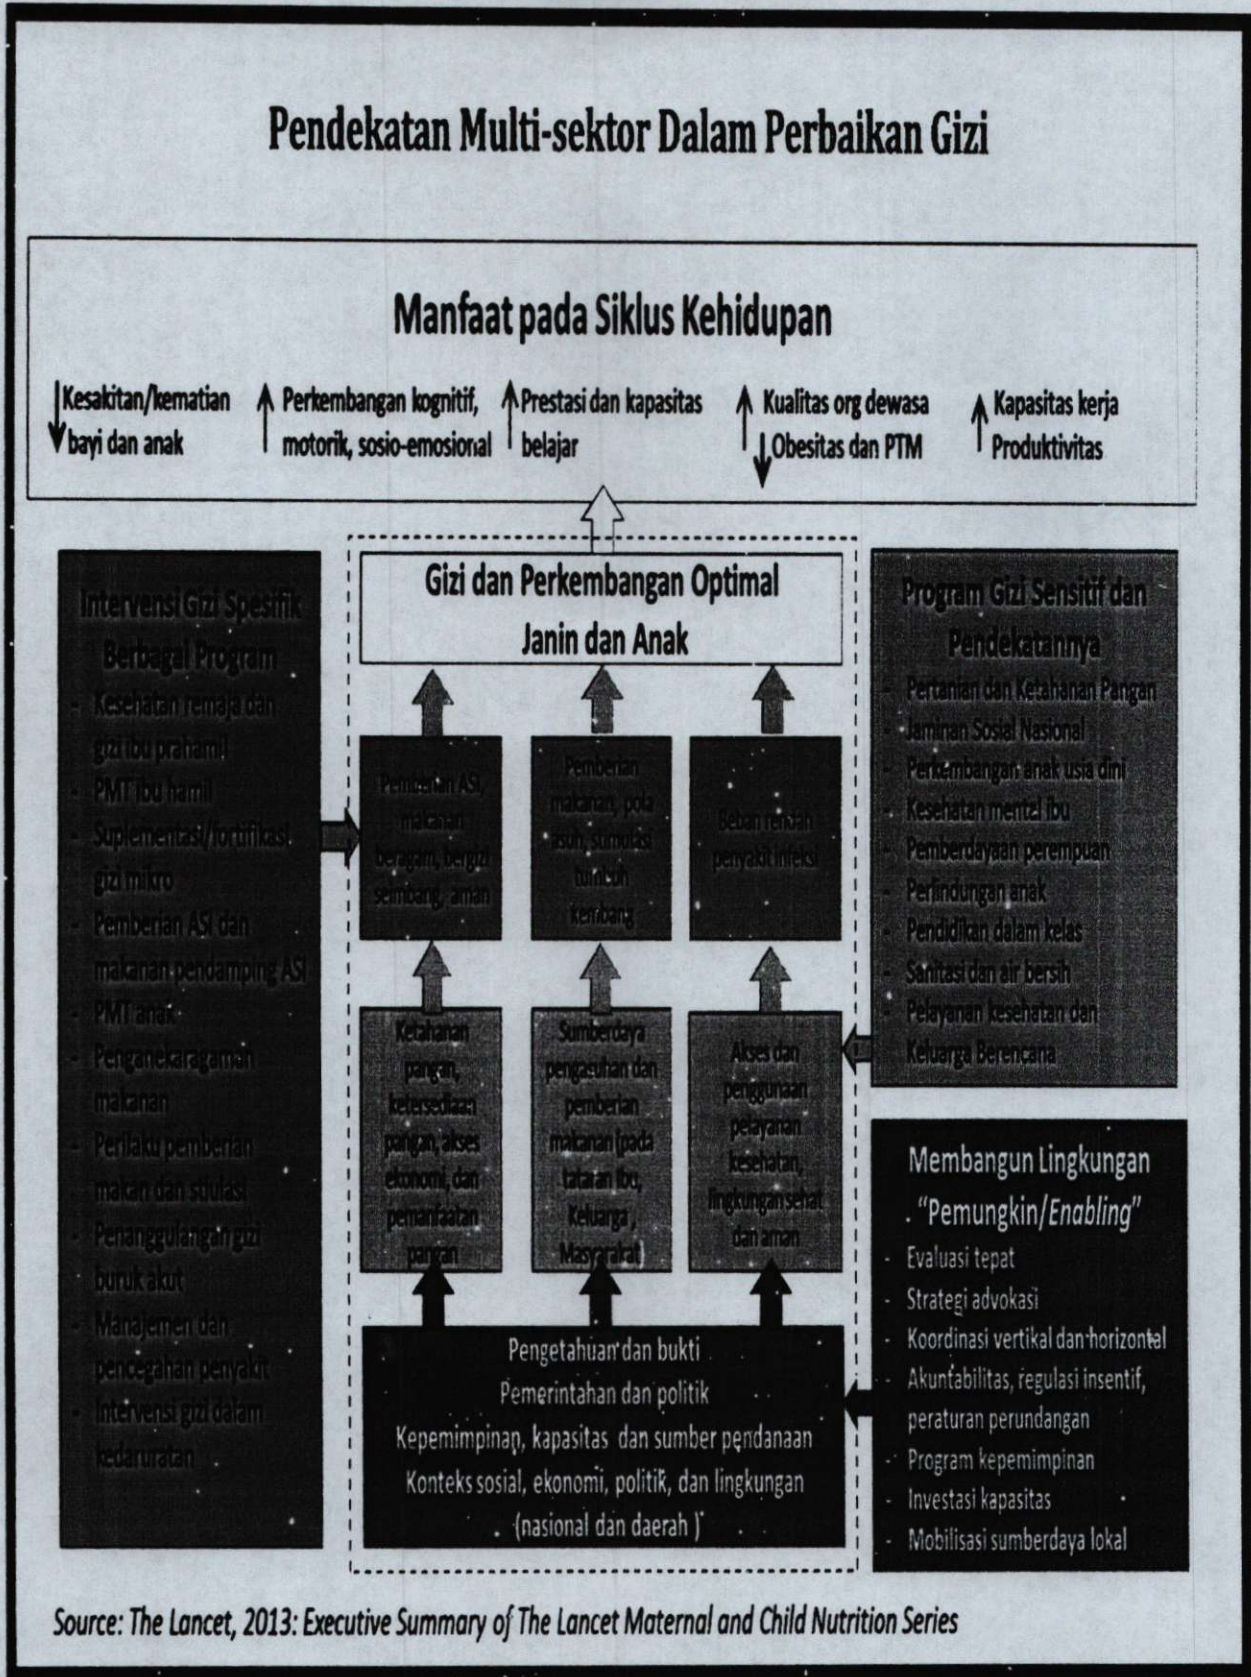 Pendekatan Multi-sektor Dalam Perbaikan Gizi
Manfaat pada Siklus Kehidupan
Kesakitan/kematian
bayi dan anak
Perkembangan kognitif,
motorik, sosio-emosional
Prestasi dan kapasitas
belajar
Kualitas org dewasa
Obesitas dan PTM
Kapasitas kerja
Produktivitas
Intervensi Gizi Spesifik
Berbagai Program
- Kesehatan remaja dan
gizi ibu prahamil
- PMT ibu hamil
- Suplementasi/fortifikasi
gizi mikro
- Pemberian ASI dan
makanan pendamping ASI
- PMT anak
- Penganekaragaman
makanan
- Perilaku pemberian
makan dan stiulasi
- Penanggulangan gizi
buruk akut
- Manajemen dan
pencegahan penyakit
- Intervensi gizi dalam
kedaruratan
Gizi dan Perkembangan Optimal
Janin dan Anak
Pemberian ASI,
makanan
beragam, bergizi
seimbang, aman
Pemberian
makanan, pola
asuh, stimulasi
tumbuh
kembang
Beban rendah
penyakit infeksi
Ketahanan
pangan,
ketersediaan
pangan, akses
ekonomi, dan
pemanfaatan
pangan
Sumberdaya
pengasuhan dan
pemberian
makanan (pada
tataran Ibu,
Keluarga,
Masyarakat)
Akses dan
penggunaan
pelayanan
kesehatan,
lingkungan sehat
dan aman
Pengetahuan dan bukti
Pemerintahan dan politik
Kepemimpinan, kapasitas dan sumber pendanaan
Konteks sosial, ekonomi, politik, dan lingkungan
(nasional dan daerah )
Program Gizi Sensitif dan
Pendekatannya
- Pertanian dan Ketahanan Pangan
- Jaminan Sosial Nasional
- Perkembangan anak usia dini
- Kesehatan mentel ibu
- Pemberdayaan perempuan
- Perlindungan anak
- Pendidikan dalam kelas
- Sanitasi dan air bersih
- Pelayanan kesehatan dan
Keluarga Berencana
Membangun Lingkungan
"Pemungkin/Enabling"
- Evaluasi tepat
- Strategi advokasi
- Koordinasi vertikal dan horizontal
- Akuntabilitas, regulasi insentif,
peraturan perundangan
- Program kepemimpinan
- Investasi kapasitas
- Mobilisasi sumberdaya lokal
Source: The Lancet, 2013: Executive Summary of The Lancet Maternal and Child Nutrition Series